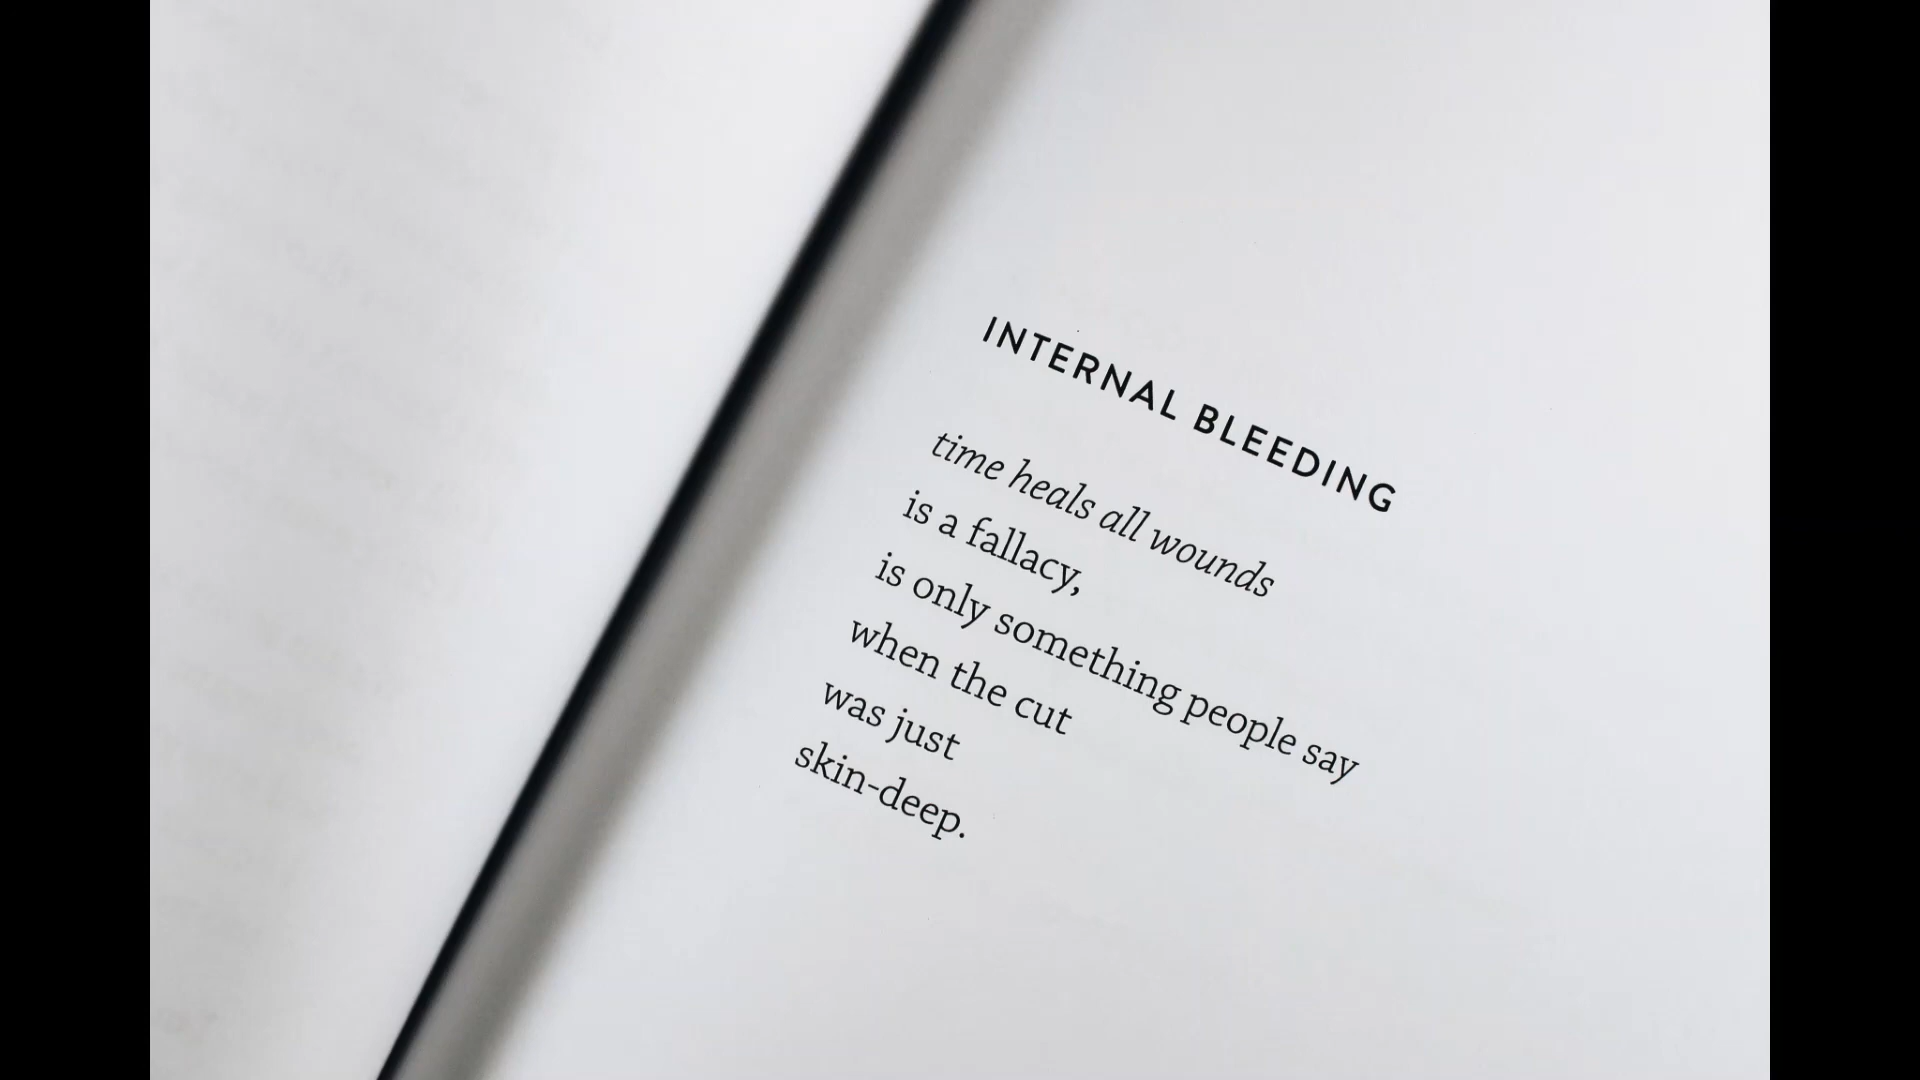 INTERNAL BLEEDING
time heals all wounds
is a fallacy,
is only something people say
when the cut
was just
skin-deep.